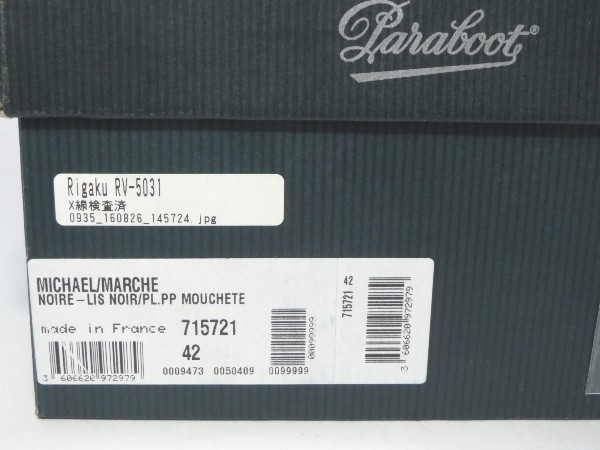 Paraboot®
Rigaku RV-5031
X線検査済
0935_160826_145724.jpg
MICHAEL/MARCHE
NOIRE-LIS NOIR/PL.PP MOUCHETE
made in France 715721
42
3 606620 972979
0009473 0050409 0099999
00099999
42
715721
3 606620 972979